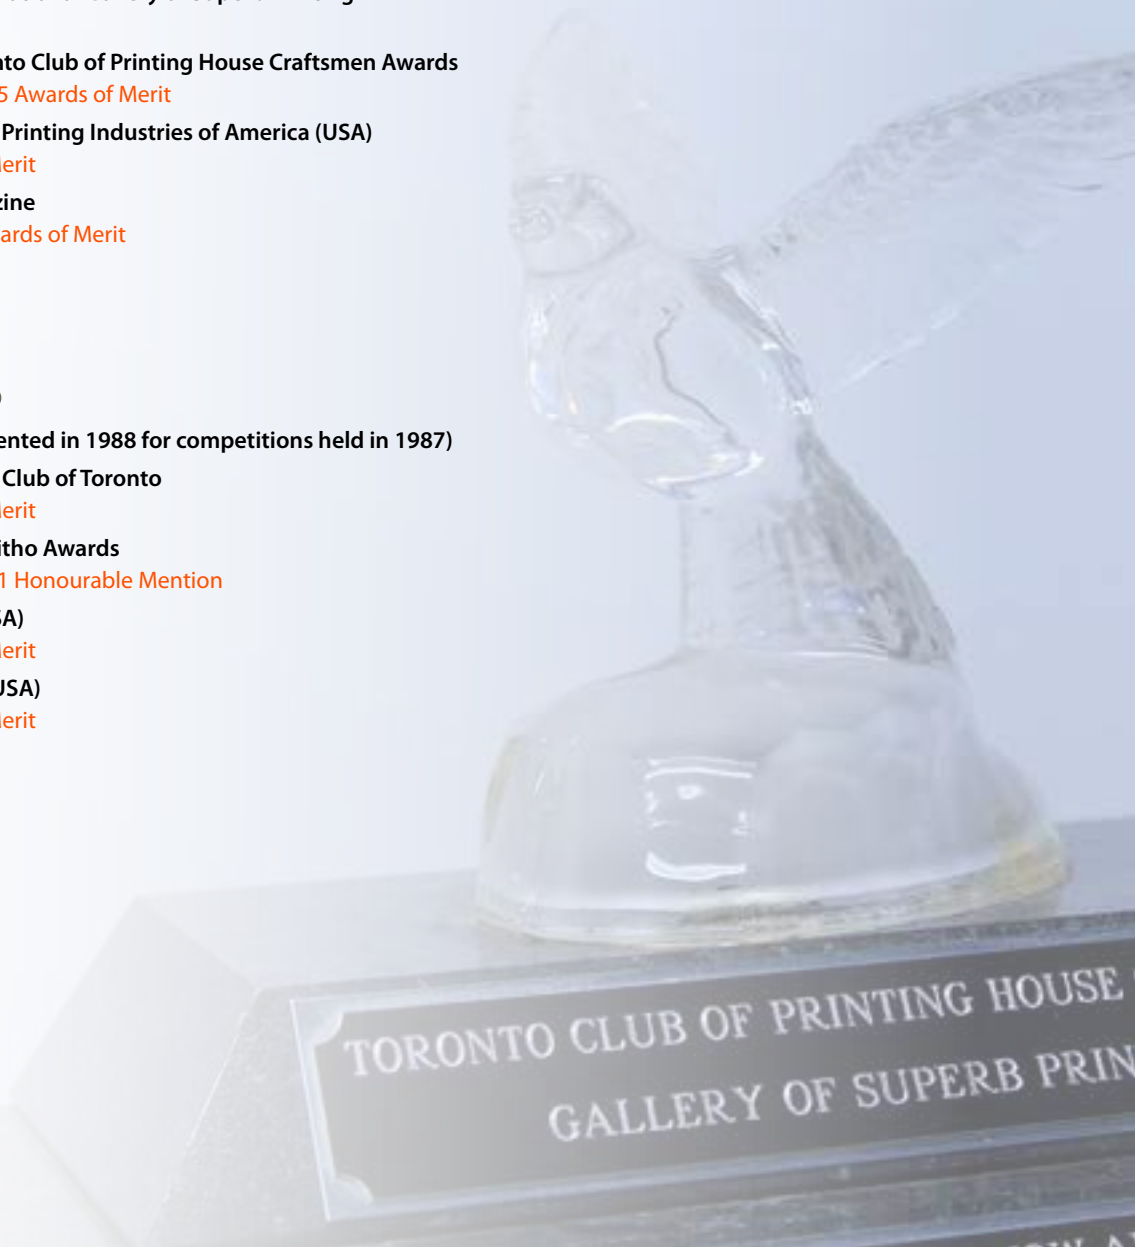 nto Club of Printing House Craftsmen Awards
5 Awards of Merit
Printing Industries of America (USA)
erit
zine
ards of Merit
ented in 1988 for competitions held in 1987)
Club of Toronto
erit
itho Awards
1 Honourable Mention
SA)
erit
USA)
erit
TORONTO CLUB OF PRINTING HOUSE
GALLERY OF SUPERB PRIN